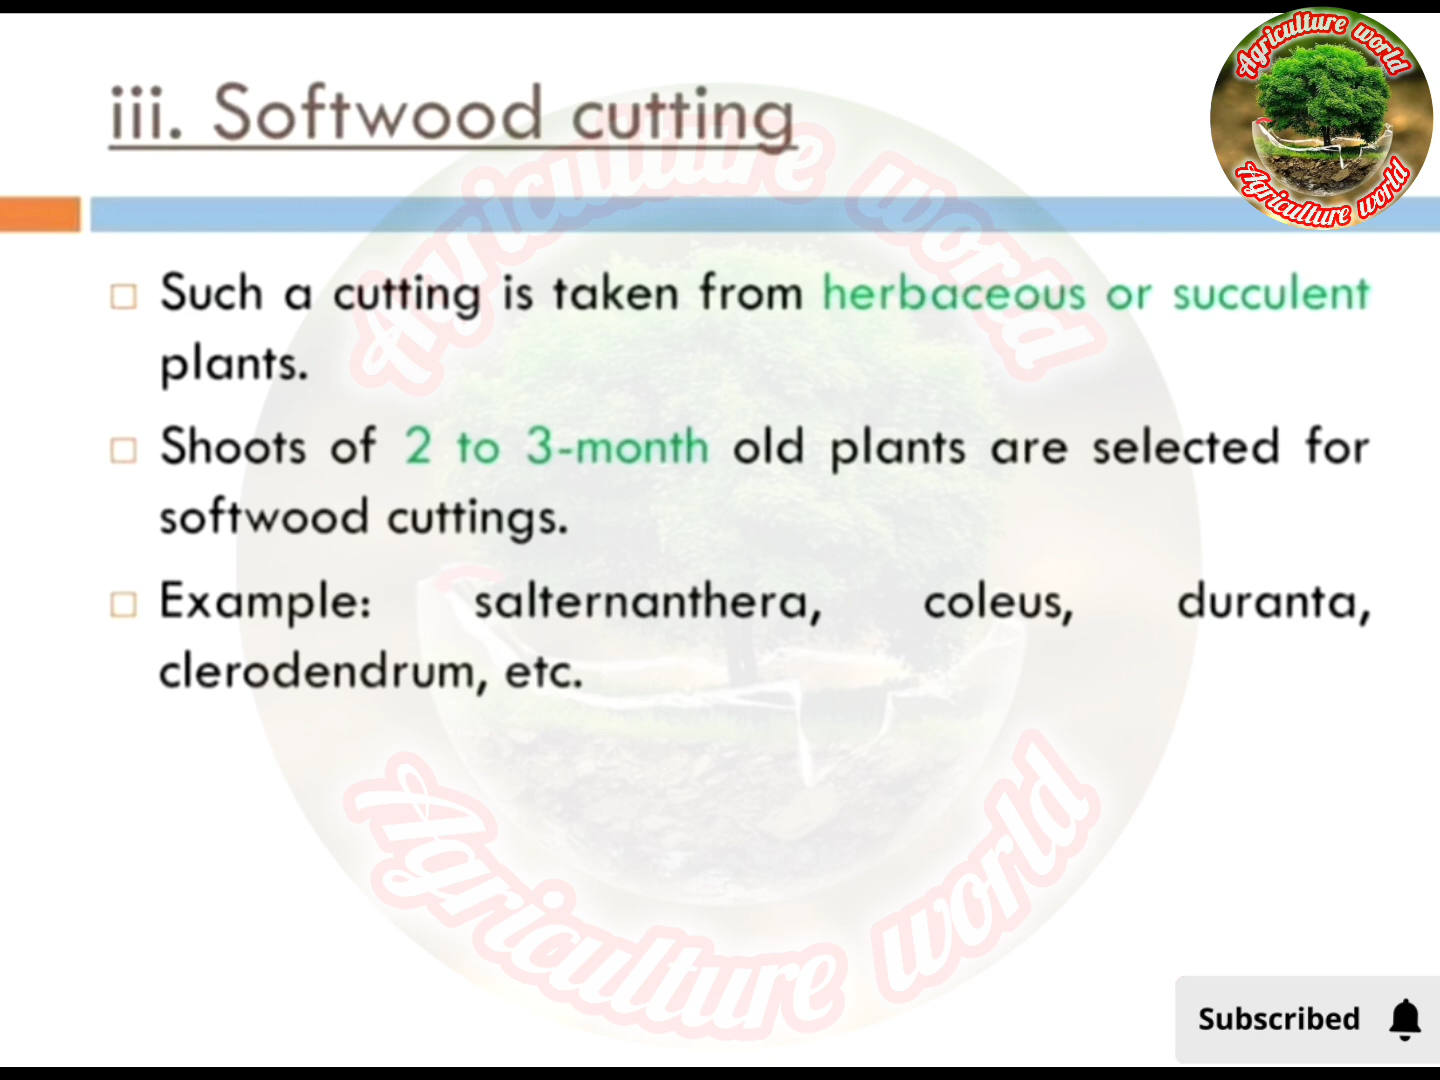 Agriculture world
iii. Softwood cutting
Agriculture world
Agriculture world
Such a cutting is taken from herbaceous or succulent
plants.
Shoots of 2 to 3-month old plants are selected for
softwood cuttings.
Example: salternanthera, coleus, duranta,
clerodendrum, etc.
Agriculture world
Subscribed